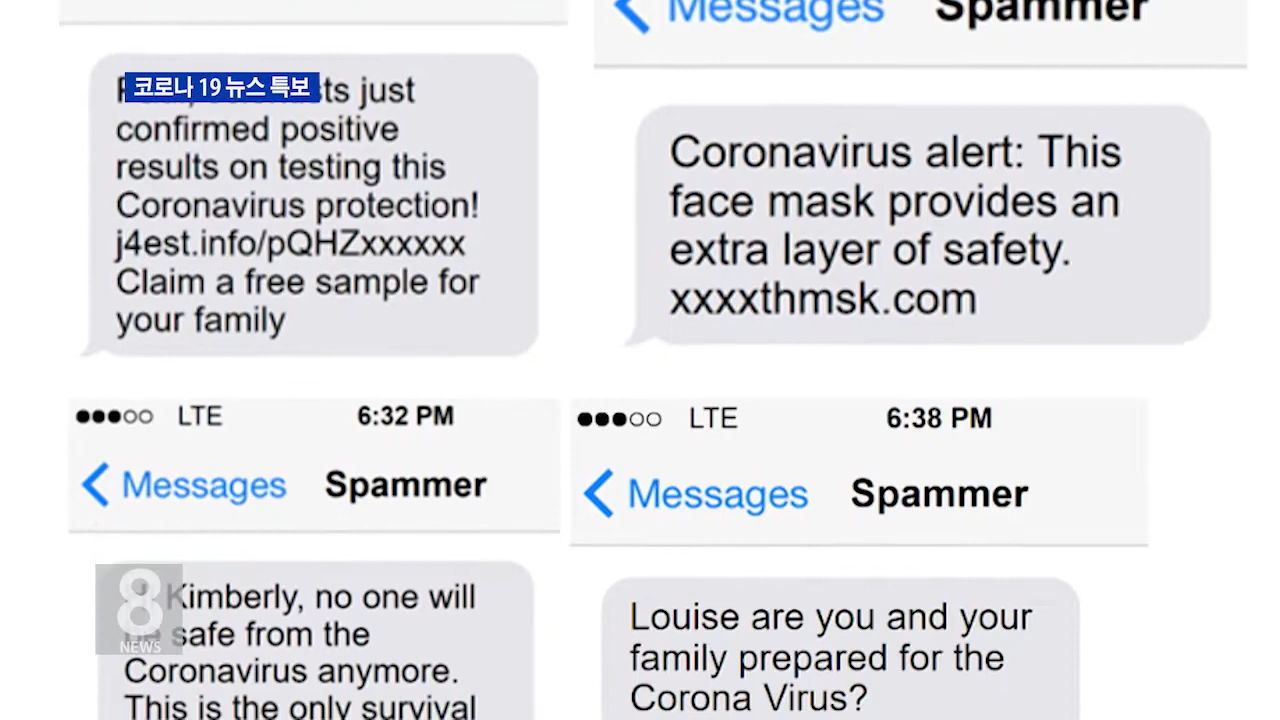 Messages Spammer
코로나 19 뉴스 특보
just
confirmed positive
results on testing this
Coronavirus protection!
j4est.info/pQHZxxxxxx
Claim a free sample for
your family
Coronavirus alert: This
face mask provides an
extra layer of safety.
xxxxthmsk.com
LTE 6:32 PM
Messages Spammer
Kimberly, no one will
safe from the
Coronavirus anymore.
This is the only survival
8
NEWS
LTE 6:38 PM
Messages Spammer
Louise are you and your
family prepared for the
Corona Virus?